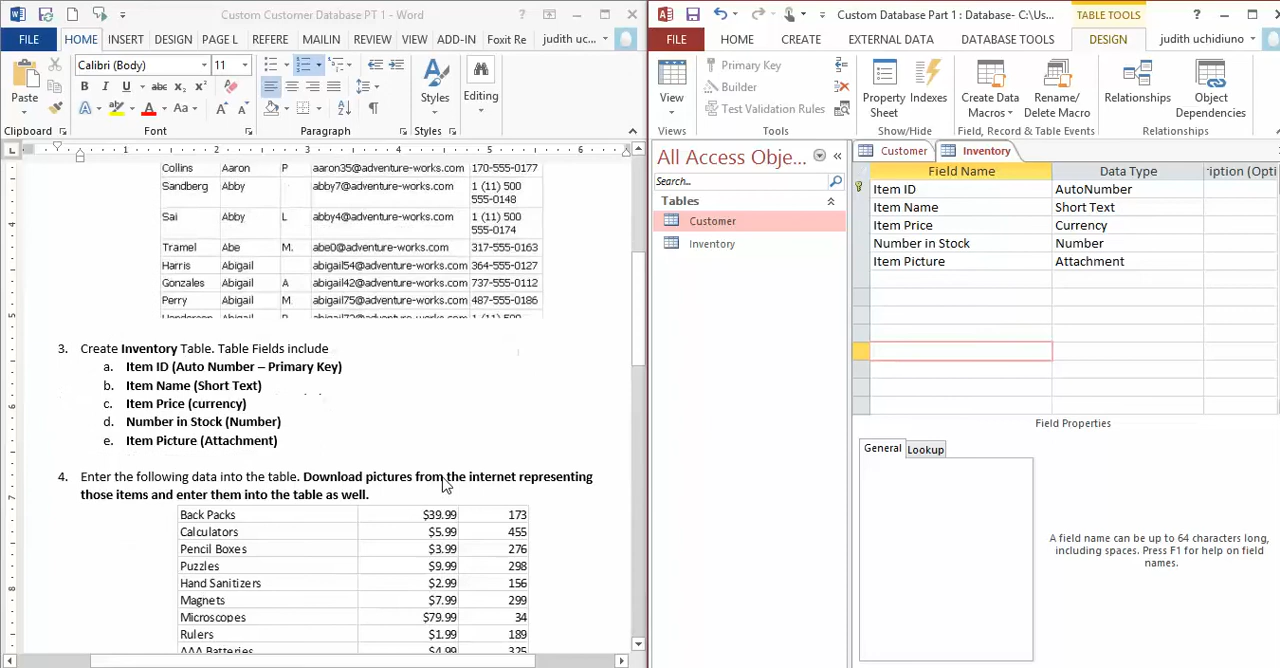 Custom Customer Database PT 1 - Word
FILE HOME INSERT DESIGN PAGE L REFERE MAILIN REVIEW VIEW ADD-IN Foxit Re judith uc...
Calibri (Body) 11
Paste
Styles
Editing
Clipboard Font Paragraph Styles
1 2 3 4 5 6
Collins Aaron P aaron35@adventure-works.com 170-555-0177
Sandberg Abby abby7@adventure-works.com 1 (11) 500
555-0148
Sai Abby L abby4@adventure-works.com 1 (11) 500
555-0174
Tramel Abe M. abe0@adventure-works.com 317-555-0163
Harris Abigail abigail54@adventure-works.com 364-555-0127
Gonzales Abigail A abigail42@adventure-works.com 737-555-0112
Perry Abigail M abigail75@adventure-works.com 487-555-0186
3. Create Inventory Table. Table Fields include
a. Item ID (Auto Number – Primary Key)
b. Item Name (Short Text)
c. Item Price (currency)
d. Number in Stock (Number)
e. Item Picture (Attachment)
4. Enter the following data into the table. Download pictures from the internet representing
those items and enter them into the table as well.
Back Packs $39.99 173
Calculators $5.99 455
Pencil Boxes $3.99 276
Puzzles $9.99 298
Hand Sanitizers $2.99 156
Magnets $7.99 299
Microscopes $79.99 34
Rulers $1.99 189
AAA Batteries $4.99 325
Custom Database Part 1 : Database- C:\Us... TABLE TOOLS
FILE HOME CREATE EXTERNAL DATA DATABASE TOOLS DESIGN judith uchidiuno
View
Primary Key
Builder
Test Validation Rules
Property Sheet
Indexes
Create Data Macros
Rename/ Delete Macro
Relationships
Object Dependencies
Views Tools Show/Hide Field, Record & Table Events Relationships
All Access Obje...
Search...
Tables
Customer
Inventory
Customer Inventory
Field Name Data Type ription (Opti
Item ID AutoNumber
Item Name Short Text
Item Price Currency
Number in Stock Number
Item Picture Attachment
Field Properties
General Lookup
A field name can be up to 64 characters long,
including spaces. Press F1 for help on field
names.